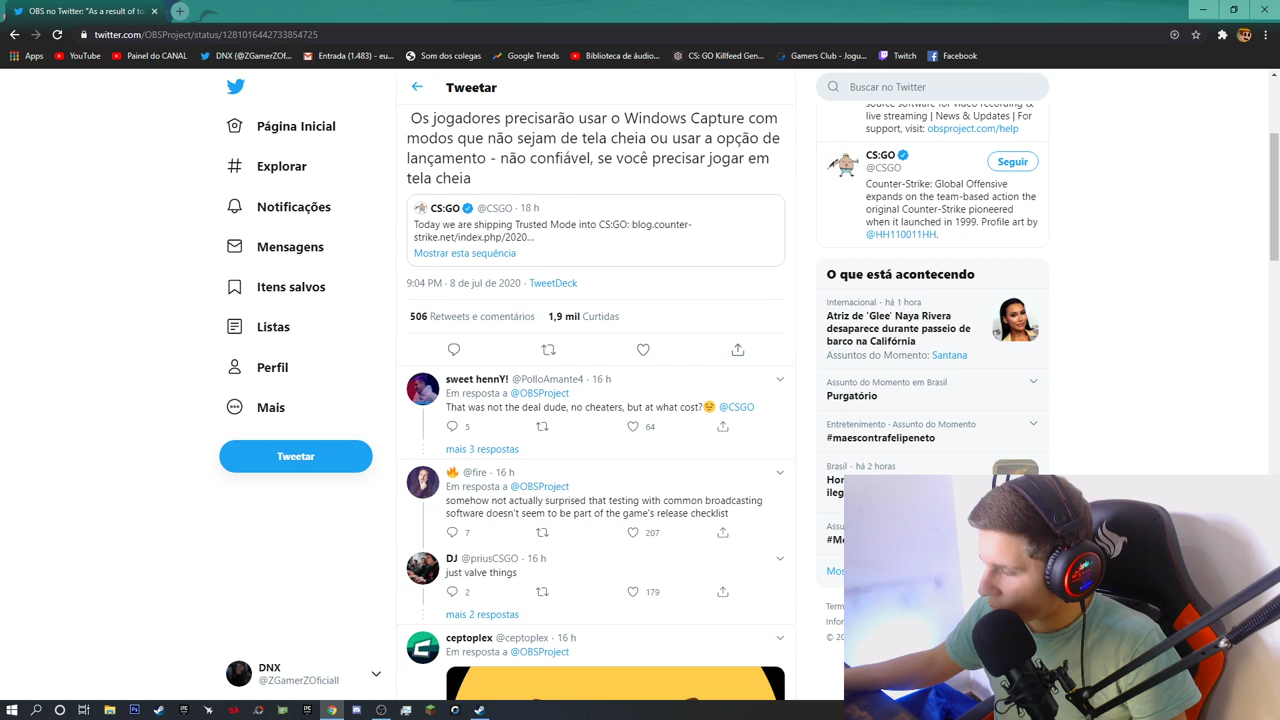 OBS no Twitter: "As a result of to
twitter.com/OBSProject/status/1281016442733854725
Apps
YouTube
Painel do CANAL
DNX (@ZGamerZOf...
Entrada (1.483) - eu...
Som dos colegas
Google Trends
Biblioteca de áudio...
CS: GO Killfeed Gen...
Gamers Club - Jogu...
Twitch
Facebook
Tweetar
Buscar no Twitter
Página Inicial
Explorar
Notificações
Mensagens
Itens salvos
Listas
Perfil
Mais
Tweetar
DNX
@ZGamerZOficiall
Os jogadores precisarão usar o Windows Capture com
modos que não sejam de tela cheia ou usar a opção de
lançamento - não confiável, se você precisar jogar em
tela cheia
CS:GO @CSGO · 18 h
Today we are shipping Trusted Mode into CS:GO: blog.counter-
strike.net/index.php/2020...
Mostrar esta sequência
9:04 PM · 8 de jul de 2020 · TweetDeck
506 Retweets e comentários 1,9 mil Curtidas
sweet hennY! @PolloAmante4 · 16 h
Em resposta a @OBSProject
That was not the deal dude, no cheaters, but at what cost?😔 @CSGO
5 64
mais 3 respostas
🔥 @fire · 16 h
Em resposta a @OBSProject
somehow not actually surprised that testing with common broadcasting
software doesn't seem to be part of the game's release checklist
7 207
DJ @priusCSGO · 16 h
just valve things
2 179
mais 2 respostas
ceptoplex @ceptoplex · 16 h
Em resposta a @OBSProject
source software for video recording &
live streaming | News & Updates | For
support, visit: obsproject.com/help
CS:GO
@CSGO
Seguir
Counter-Strike: Global Offensive
expands on the team-based action the
original Counter-Strike pioneered
when it launched in 1999. Profile art by
@HH110011HH.
O que está acontecendo
Internacional · há 1 hora
Atriz de 'Glee' Naya Rivera
desaparece durante passeio de
barco na Califórnia
Assuntos do Momento: Santana
Assunto do Momento em Brasil
Purgatório
Entretenimento · Assunto do Momento
#maescontrafelipeneto
Brasil · há 2 horas